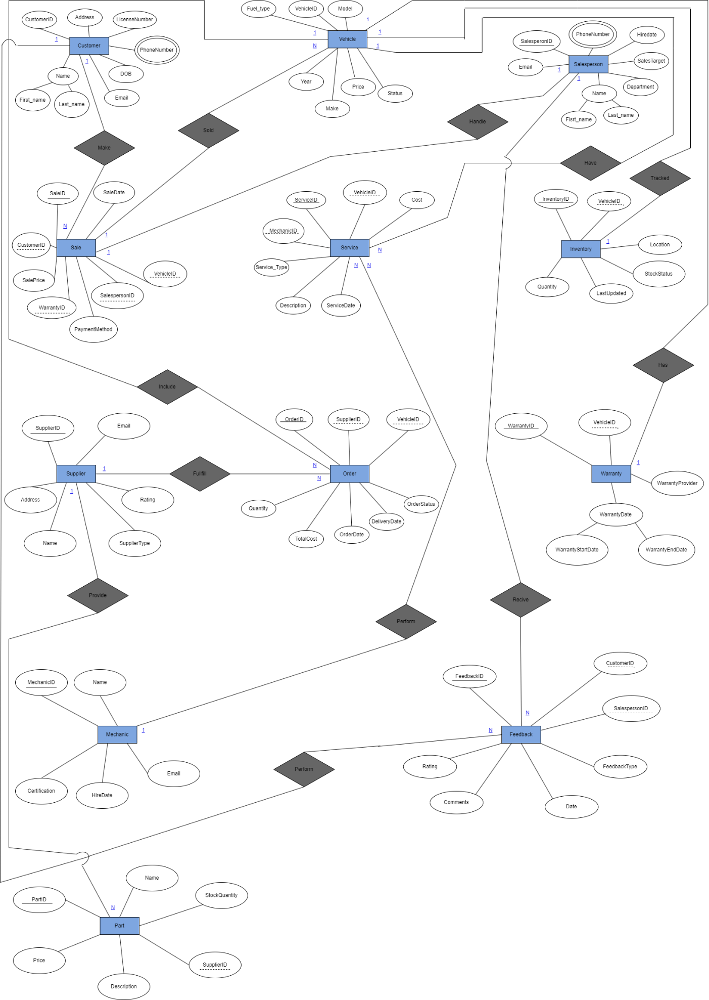 Fuel_type
VehicleID
Model
CustomerID
Address
LicenseNumber
1
1
1
1
Vehicle
N
1
Customer
PhoneNumber
1
Name
DOB
First_name
Last_name
Email
Year
Price
Make
Status
SalesperonID
PhoneNumber
Hiredate
Email
1
Salesperson
SalesTarget
1
Name
Department
Fisrt_name
Last_name
Make
Sold
Handle
Have
Tracked
SaleID
SaleDate
N
1
CustomerID
Sale
1
SalePrice
WarrantyID
SalespersonID
VehicleID
PaymentMethod
ServiceID
VehicleID
Cost
MechanicID
Service
N
N
N
Service_Type
Description
ServiceDate
InventoryID
VehicleID
1
Inventory
Location
StockStatus
Quantity
LastUpdated
Include
Has
SupplierID
Email
Supplier
1
1
Address
Rating
Name
SupplierType
Fullfill
OrderID
SupplierID
VehicleID
N
N
Order
Quantity
OrderStatus
DeliveryDate
TotalCost
OrderDate
WarrantyID
VehicleID
1
Warranty
WarrantyProvider
WarrantyDate
WarrantyStartDate
WarrantyEndDate
Provide
Perform
Recive
MechanicID
Name
Mechanic
1
Certification
HireDate
Email
FeedbackID
CustomerID
SalespersonID
N
N
Feedback
Rating
FeedbackType
Comments
Date
Perform
Name
PartID
StockQuantity
N
Part
Price
SupplierID
Description